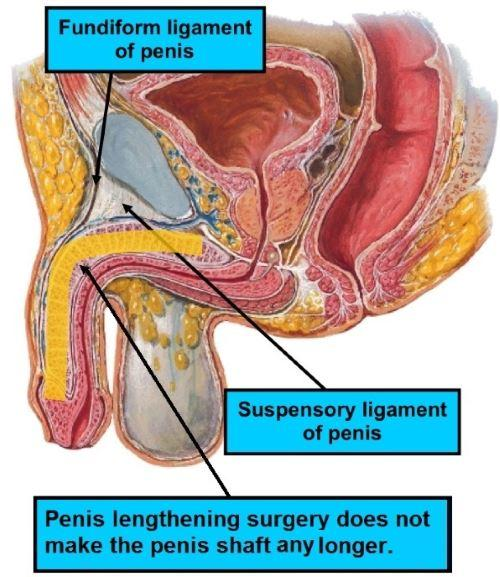 Fundiform ligament
of penis
Suspensory ligament
of penis
Penis lengthening surgery does not
make the penis shaft any longer.